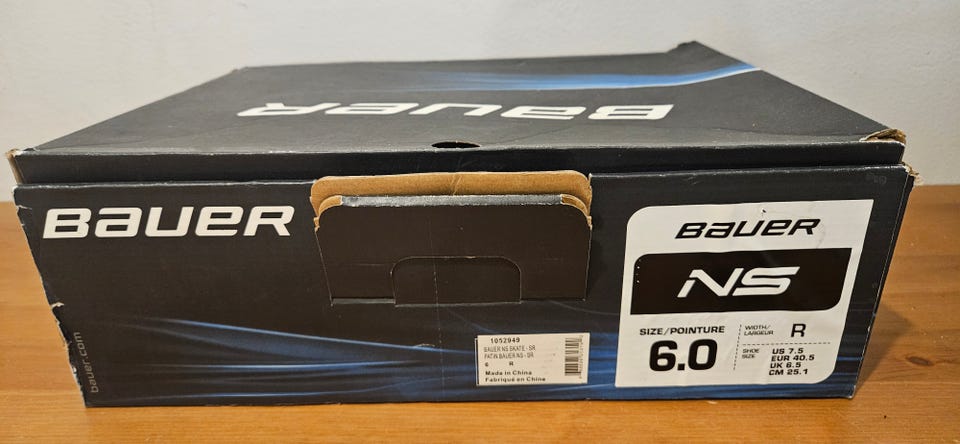 BAUER
BAUER
BAUER
NS
SIZE/POINTURE
6.0
WIDTH/
LARGEUR
R
SHOE
SIZE
US 7.5
EUR 40.5
UK 6.5
CM 25.1
1052949
BAUER NS SKATE - SR
PATIN BAUER NS - SR
6 R
Made in China
Fabriqué en Chine
bauer.com